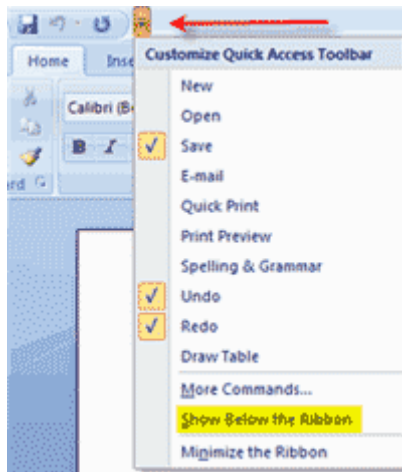 Home Inse
Customize Quick Access Toolbar
New
Calibri (B
Open
B I
Save
E-mail
Quick Print
rd
Print Preview
Spelling & Grammar
Undo
Redo
Draw Table
More Commands...
Show Below the Ribbon
Minimize the Ribbon